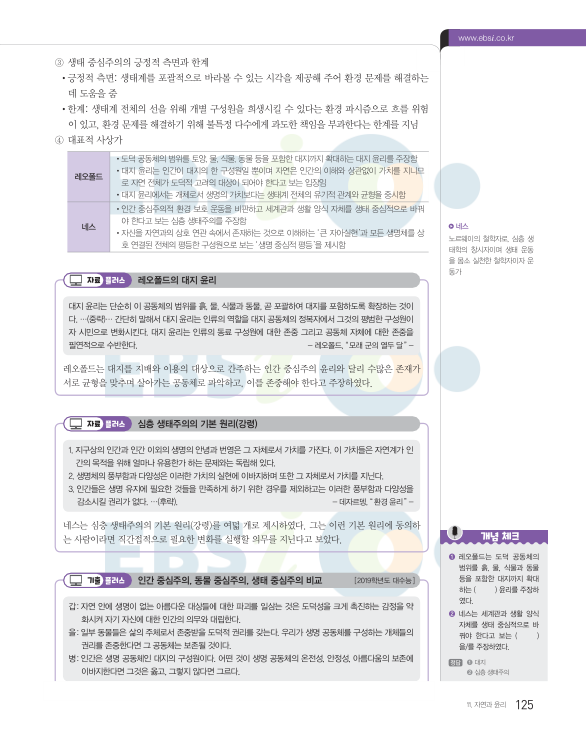 www.ebsi.co.kr
③ 생태 중심주의의 긍정적 측면과 한계
• 긍정적 측면: 생태계를 포괄적으로 바라볼 수 있는 시각을 제공해 주어 환경 문제를 해결하는
데 도움을 줌
• 한계: 생태계 전체의 선을 위해 개별 구성원을 희생시킬 수 있다는 환경 파시즘으로 흐를 위험
이 있고, 환경 문제를 해결하기 위해 불특정 다수에게 과도한 책임을 부과한다는 한계를 지님
④ 대표적 사상가
레오폴드
• 도덕 공동체의 범위를 토양, 물, 식물, 동물 등을 포함한 대지까지 확대하는 대지 윤리를 주장함
• 대지 윤리는 인간이 대지의 한 구성원일 뿐이며 자연은 인간의 이해와 상관없이 가치를 지니므
로 자연 전체가 도덕적 고려의 대상이 되어야 한다고 보는 입장임
• 대지 윤리에서는 개체로서 생명의 가치보다는 생태계 전체의 유기적 관계와 균형을 중시함
네스
• 인간 중심주의적 환경 보호 운동을 비판하고 세계관과 생활 양식 자체를 생태 중심적으로 바꿔
야 한다고 보는 심층 생태주의를 주장함
• 자신을 자연과의 상호 연관 속에서 존재하는 것으로 이해하는 ‘큰 자아실현’과 모든 생명체를 상
호 연결된 전체의 평등한 구성원으로 보는 ‘생명 중심적 평등’을 제시함
네스
노르웨이의 철학자로, 심층 생
태학의 창시자이며 생태 운동
을 몸소 실천한 철학자이자 운
동가
자료 플러스 레오폴드의 대지 윤리
대지 윤리는 단순히 이 공동체의 범위를 흙, 물, 식물과 동물, 곧 포괄하여 대지를 포함하도록 확장하는 것이
다. …(중략)… 간단히 말해서 대지 윤리는 인류의 역할을 대지 공동체의 정복자에서 그것의 평범한 구성원이
자 시민으로 변화시킨다. 대지 윤리는 인류의 동료 구성원에 대한 존중 그리고 공동체 자체에 대한 존중을
필연적으로 수반한다. – 레오폴드, “모래 군의 열두 달” –
레오폴드는 대지를 지배와 이용의 대상으로 간주하는 인간 중심주의 윤리와 달리 수많은 존재가
서로 균형을 맞추며 살아가는 공동체로 파악하고, 이를 존중해야 한다고 주장하였다.
자료 플러스 심층 생태주의의 기본 원리(강령)
1. 지구상의 인간과 인간 이외의 생명의 안녕과 번영은 그 자체로서 가치를 가진다. 이 가치들은 자연계가 인
간의 목적을 위해 얼마나 유용한가 하는 문제와는 독립해 있다.
2. 생명체의 풍부함과 다양성은 이러한 가치의 실현에 이바지하며 또한 그 자체로서 가치를 지닌다.
3. 인간들은 생명 유지에 필요한 것들을 만족하게 하기 위한 경우를 제외하고는 이러한 풍부함과 다양성을
감소시킬 권리가 없다. …(후략). – 데자르뎅, “환경 윤리” –
네스는 심층 생태주의의 기본 원리(강령)를 여덟 개로 제시하였다. 그는 이런 기본 원리에 동의하
는 사람이라면 직간접적으로 필요한 변화를 실행할 의무를 지닌다고 보았다.
기출 플러스 인간 중심주의, 동물 중심주의, 생태 중심주의 비교 [2019학년도 대수능]
갑: 자연 안에 생명이 없는 아름다운 대상들에 대한 파괴를 일삼는 것은 도덕성을 크게 촉진하는 감정을 약
화시켜 자기 자신에 대한 인간의 의무와 대립한다.
을: 일부 동물들은 삶의 주체로서 존중받을 도덕적 권리를 갖는다. 우리가 생명 공동체를 구성하는 개체들의
권리를 존중한다면 그 공동체는 보존될 것이다.
병: 인간은 생명 공동체인 대지의 구성원이다. 어떤 것이 생명 공동체의 온전성, 안정성, 아름다움의 보존에
이바지한다면 그것은 옳고, 그렇지 않다면 그르다.
개념 체크
❶ 레오폴드는 도덕 공동체의
범위를 흙, 물, 식물과 동물
등을 포함한 대지까지 확대
하는 ( ) 윤리를 주장하
였다.
❷ 네스는 세계관과 생활 양식
자체를 생태 중심적으로 바
꿔야 한다고 보는 ( )
을/를 주장하였다.
정답 ❶ 대지
❷ 심층 생태주의
11. 자연과 윤리 125
EBSi